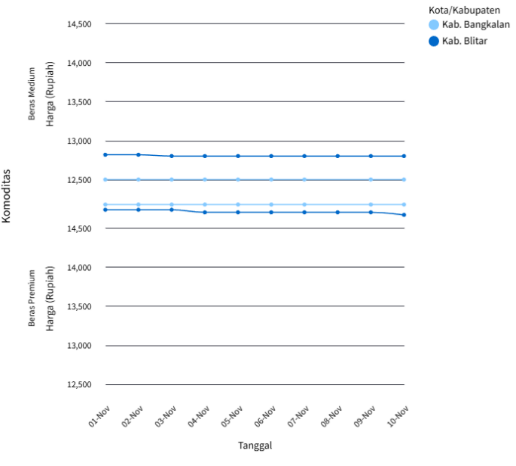 Kota/Kabupaten
Kab. Bangkalan
Kab. Blitar
Komoditas
Beras Medium
Harga (Rupiah)
14,500
14,000
13,500
13,000
12,500
Beras Premium
Harga (Rupiah)
14,500
14,000
13,500
13,000
12,500
01-Nov
02-Nov
03-Nov
04-Nov
05-Nov
06-Nov
07-Nov
08-Nov
09-Nov
10-Nov
Tanggal